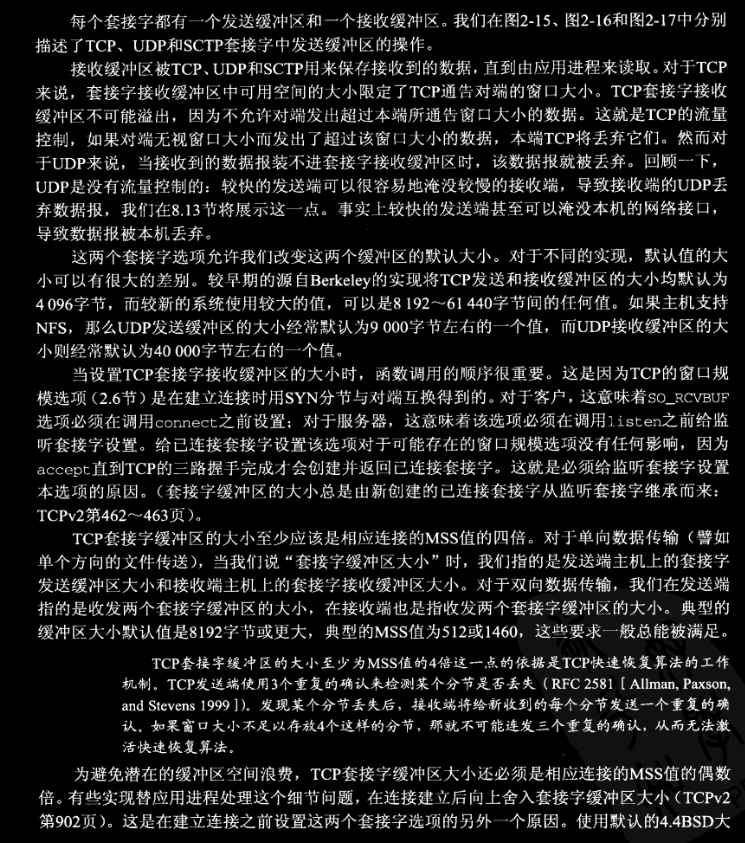 每个套接字都有一个发送缓冲区和一个接收缓冲区。我们在图2-15、图2-16和图2-17中分别
描述了TCP、UDP和SCTP套接字中发送缓冲区的操作。
接收缓冲区被TCP、UDP和SCTP用来保存接收到的数据，直到由应用进程来读取。对于TCP
来说，套接字接收缓冲区中可用空间的大小限定了TCP通告对端的窗口大小。TCP套接字接收
缓冲区不可能溢出，因为不允许对端发出超过本端所通告窗口大小的数据。这就是TCP的流量
控制，如果对端无视窗口大小而发出了超过该窗口大小的数据，本端TCP将丢弃它们。然而对
于UDP来说，当接收到的数据报装不进套接字接收缓冲区时，该数据报就被丢弃。回顾一下，
UDP是没有流量控制的：较快的发送端可以很容易地淹没较慢的接收端，导致接收端的UDP丢
弃数据报，我们在8.13节将展示这一点。事实上较快的发送端甚至可以淹没本机的网络接口，
导致数据报被本机丢弃。
这两个套接字选项允许我们改变这两个缓冲区的默认大小。对于不同的实现，默认值的大
小可以有很大的差别。较早期的源自Berkeley的实现将TCP发送和接收缓冲区的大小均默认为
4 096字节，而较新的系统使用较大的值，可以是8 192～61 440字节间的任何值。如果主机支持
NFS，那么UDP发送缓冲区的大小经常默认为9 000字节左右的一个值，而UDP接收缓冲区的大
小则经常默认为40 000字节左右的一个值。
当设置TCP套接字接收缓冲区的大小时，函数调用的顺序很重要。这是因为TCP的窗口规
模选项（2.6节）是在建立连接时用SYN分节与对端互换得到的。对于客户，这意味着SO_RCVBUF
选项必须在调用connect之前设置；对于服务器，这意味着该选项必须在调用listen之前给监
听套接字设置。给已连接套接字设置该选项对于可能存在的窗口规模选项没有任何影响，因为
accept直到TCP的三路握手完成才会创建并返回已连接套接字。这就是必须给监听套接字设置
本选项的原因。（套接字缓冲区的大小总是由新创建的已连接套接字从监听套接字继承而来：
TCPv2第462～463页）。
TCP套接字缓冲区的大小至少应该是相应连接的MSS值的四倍。对于单向数据传输（譬如
单个方向的文件传送），当我们说“套接字缓冲区大小”时，我们指的是发送端主机上的套接字
发送缓冲区大小和接收端主机上的套接字接收缓冲区大小。对于双向数据传输，我们在发送端
指的是收发两个套接字缓冲区的大小，在接收端也是指收发两个套接字缓冲区的大小。典型的
缓冲区大小默认值是8192字节或更大，典型的MSS值为512或1460，这些要求一般总能被满足。
TCP套接字缓冲区的大小至少为MSS值的4倍这一点的依据是TCP快速恢复算法的工作
机制。TCP发送端使用3个重复的确认来检测某个分节是否丢失（RFC 2581 [ Allman, Paxson,
and Stevens 1999 ]）。发现某个分节丢失后，接收端将给新收到的每个分节发送一个重复的确
认。如果窗口大小不足以存放4个这样的分节，那就不可能连发三个重复的确认，从而无法激
活快速恢复算法。
为避免潜在的缓冲区空间浪费，TCP套接字缓冲区大小还必须是相应连接的MSS值的偶数
倍。有些实现替应用进程处理这个细节问题，在连接建立后向上舍入套接字缓冲区大小（TCPv2
第902页）。这是在建立连接之前设置这两个套接字选项的另外一个原因。使用默认的4.4BSD大